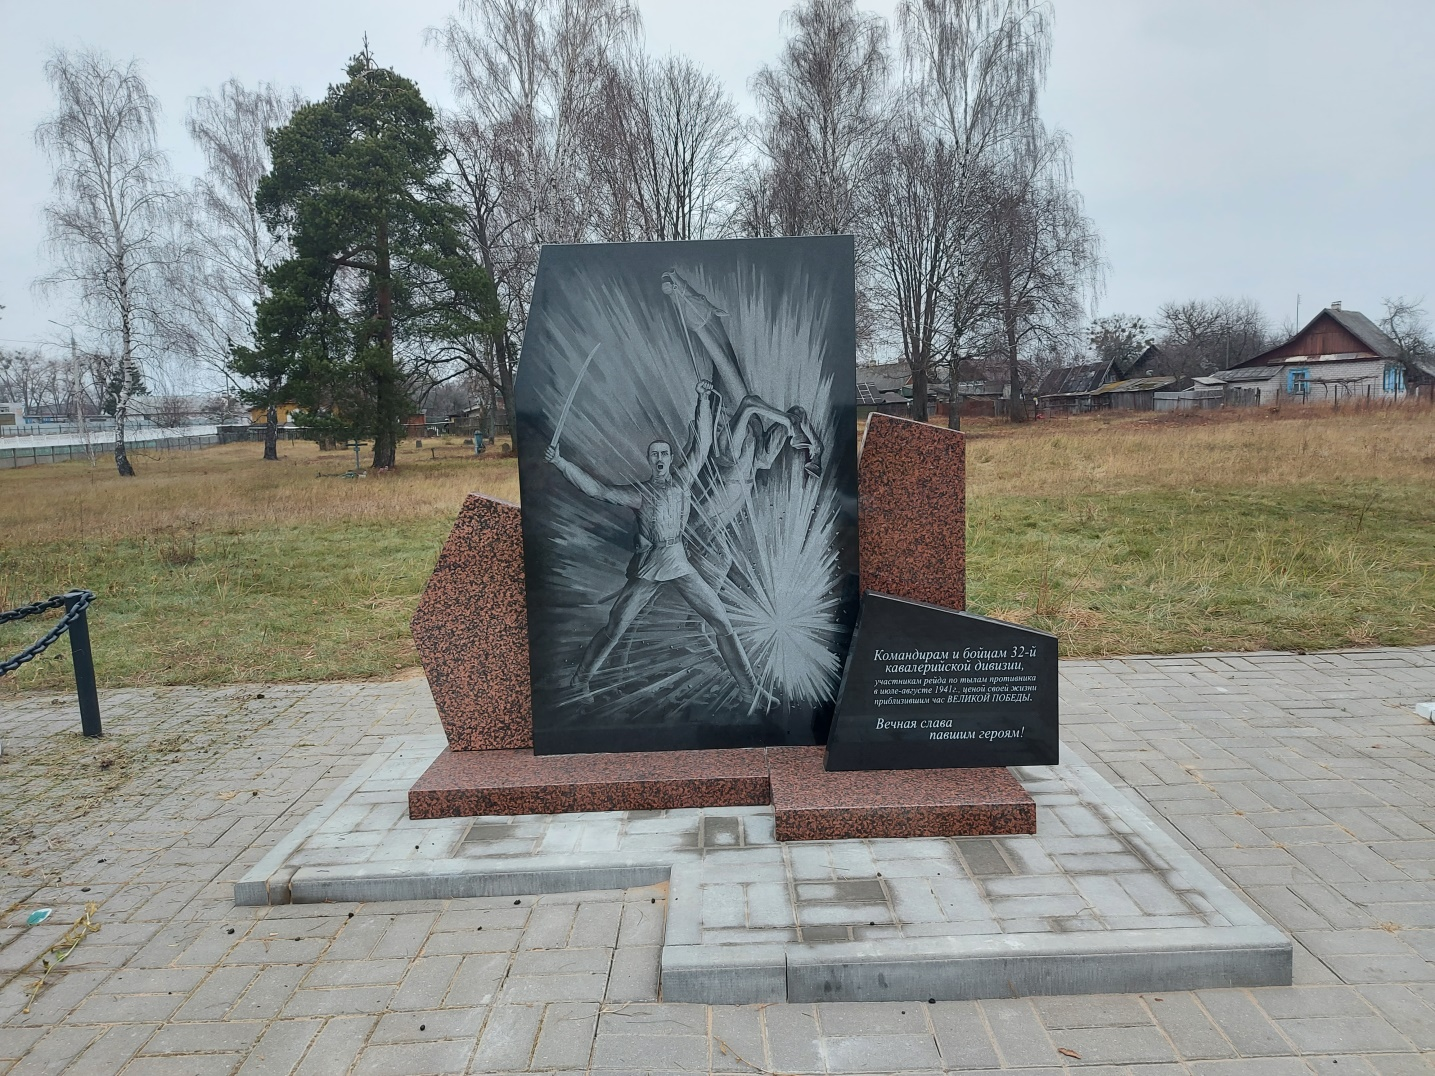 Командирам и бойцам 32-й
кавалерийской дивизии,
участникам рейда по тылам противника
в июле-августе 1941г., ценой своей жизни
приблизившим час ВЕЛИКОЙ ПОБЕДЫ.
Вечная слава
павшим героям!